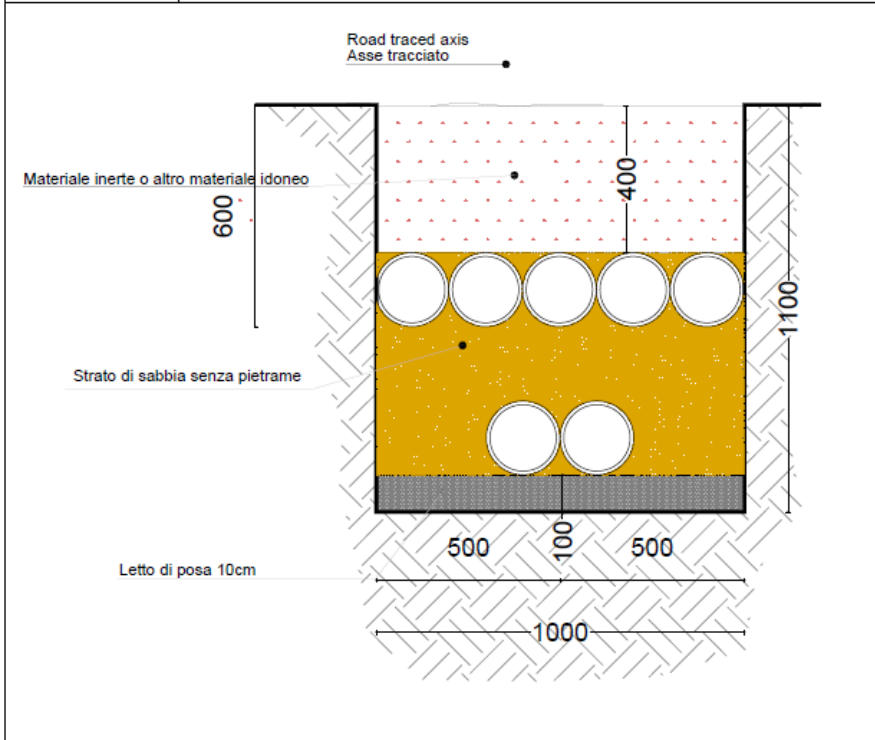 Road traced axis
Asse tracciato
Materiale inerte o altro materiale idoneo
400
600
1100
Strato di sabbia senza pietrame
500
100
500
Letto di posa 10cm
1000